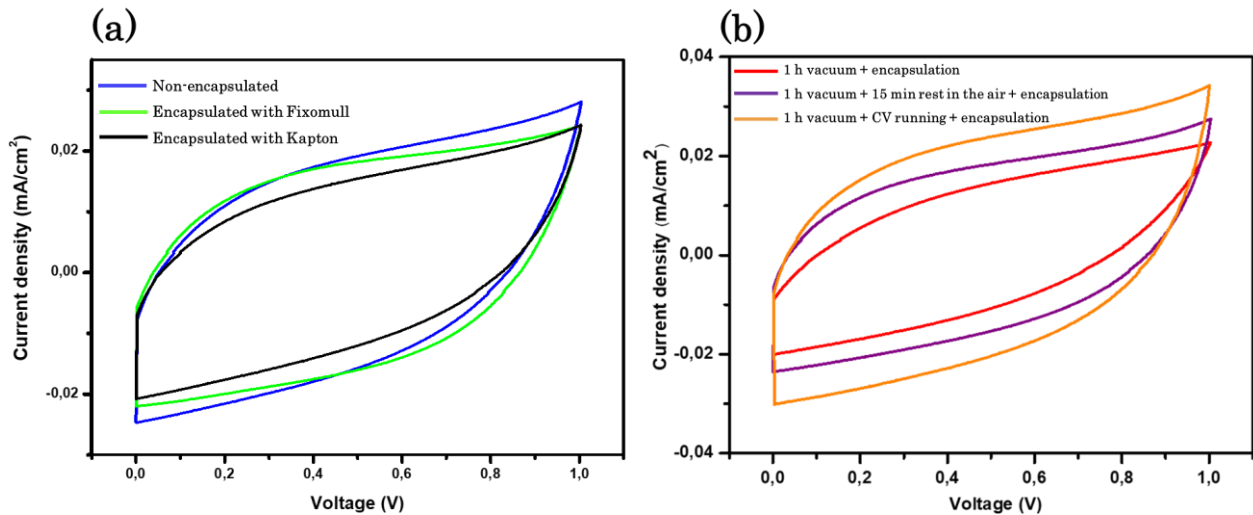 (a)
Non-encapsulated
Encapsulated with Fixomull
Encapsulated with Kapton
Current density (mA/cm²)
0,02
0,00
-0,02
0,0 0,2 0,4 0,6 0,8 1,0
Voltage (V)
(b)
1 h vacuum + encapsulation
1 h vacuum + 15 min rest in the air + encapsulation
1 h vacuum + CV running + encapsulation
Current density (mA/cm²)
0,04
0,02
0,00
-0,02
-0,04
0,0 0,2 0,4 0,6 0,8 1,0
Voltage (V)